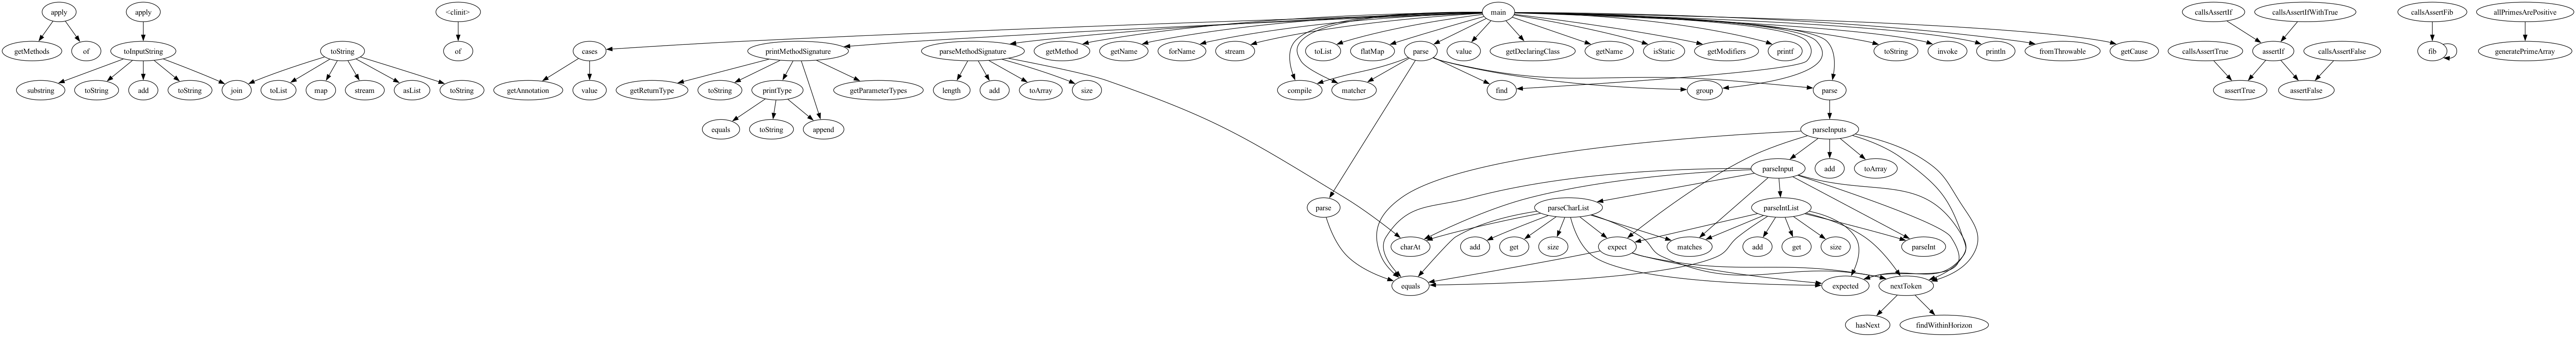 apply
apply
<clinit>
main
callsAssertIf
callsAssertIfWithTrue
callsAssertFib
allPrimesArePositive
getMethods
of
toInputString
toString
of
cases
printMethodSignature
parseMethodSignature
getMethod
getName
forName
stream
toList
flatMap
parse
value
getDeclaringClass
getName
isStatic
getModifiers
printf
toString
invoke
println
fromThrowable
getCause
callsAssertTrue
assertIf
callsAssertFalse
fib
generatePrimeArray
substring
toString
add
toString
join
toList
map
stream
asList
toString
getAnnotation
value
getReturnType
toString
printType
getParameterTypes
length
add
toArray
size
compile
matcher
find
group
parse
assertTrue
assertFalse
equals
toString
append
parseInputs
parseInput
add
toArray
parse
parseCharList
parseIntList
charAt
add
get
size
expect
matches
add
get
size
parseInt
equals
expected
nextToken
hasNext
findWithinHorizon